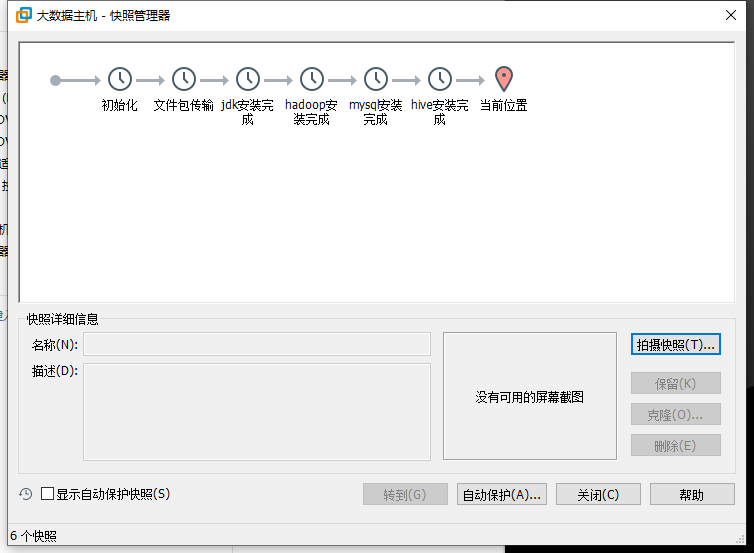 大数据主机 - 快照管理器
初始化
文件包传输
jdk安装完
成
hadoop安
装完成
mysql安装
完成
hive安装完
成
当前位置
快照详细信息
名称(N):
描述(D):
没有可用的屏幕截图
拍摄快照(T)...
保留(K)
克隆(O)...
删除(E)
显示自动保护快照(S)
转到(G)
自动保护(A)...
关闭(C)
帮助
6 个快照